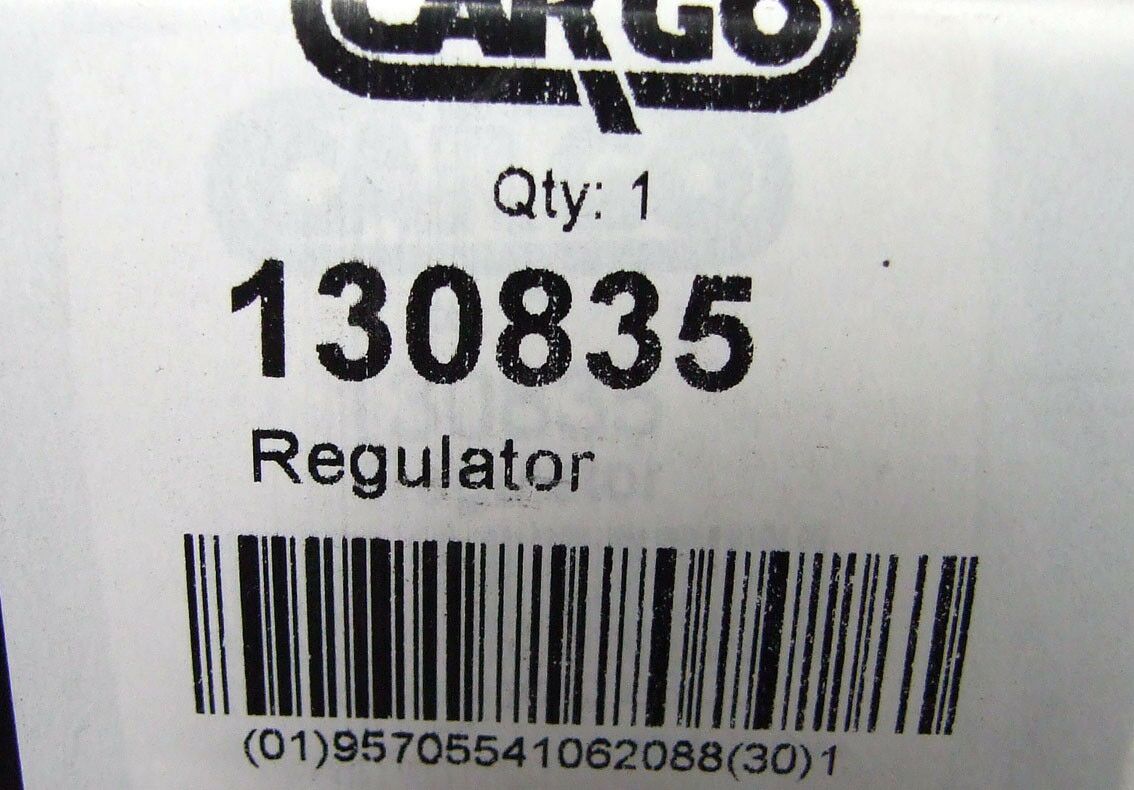 CARGO
Qty: 1
130835
Regulator
(01)95705541062088(30)1